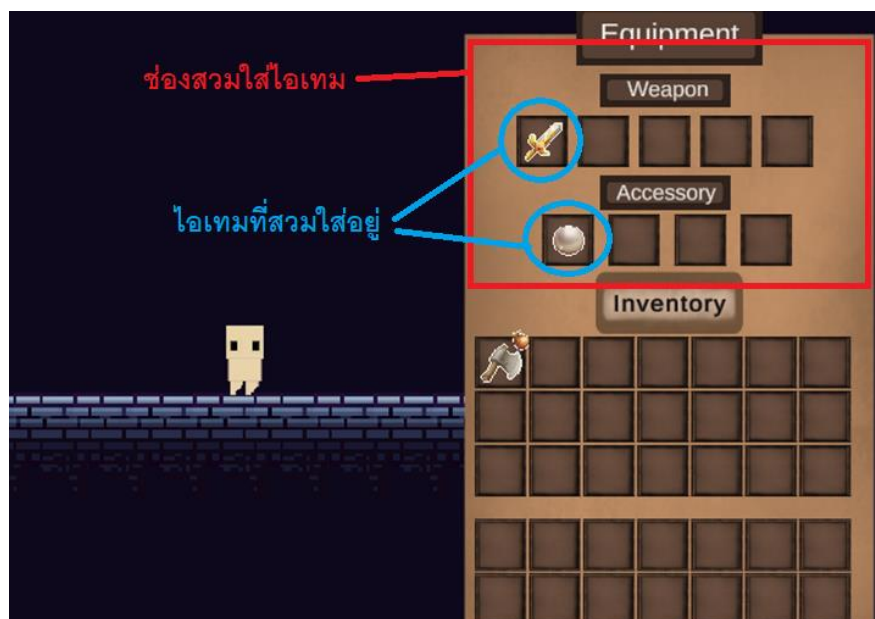 Equipment
ช่องสวมใส่ไอเทม
Weapon
Accessory
ไอเทมที่สวมใส่อยู่
Inventory